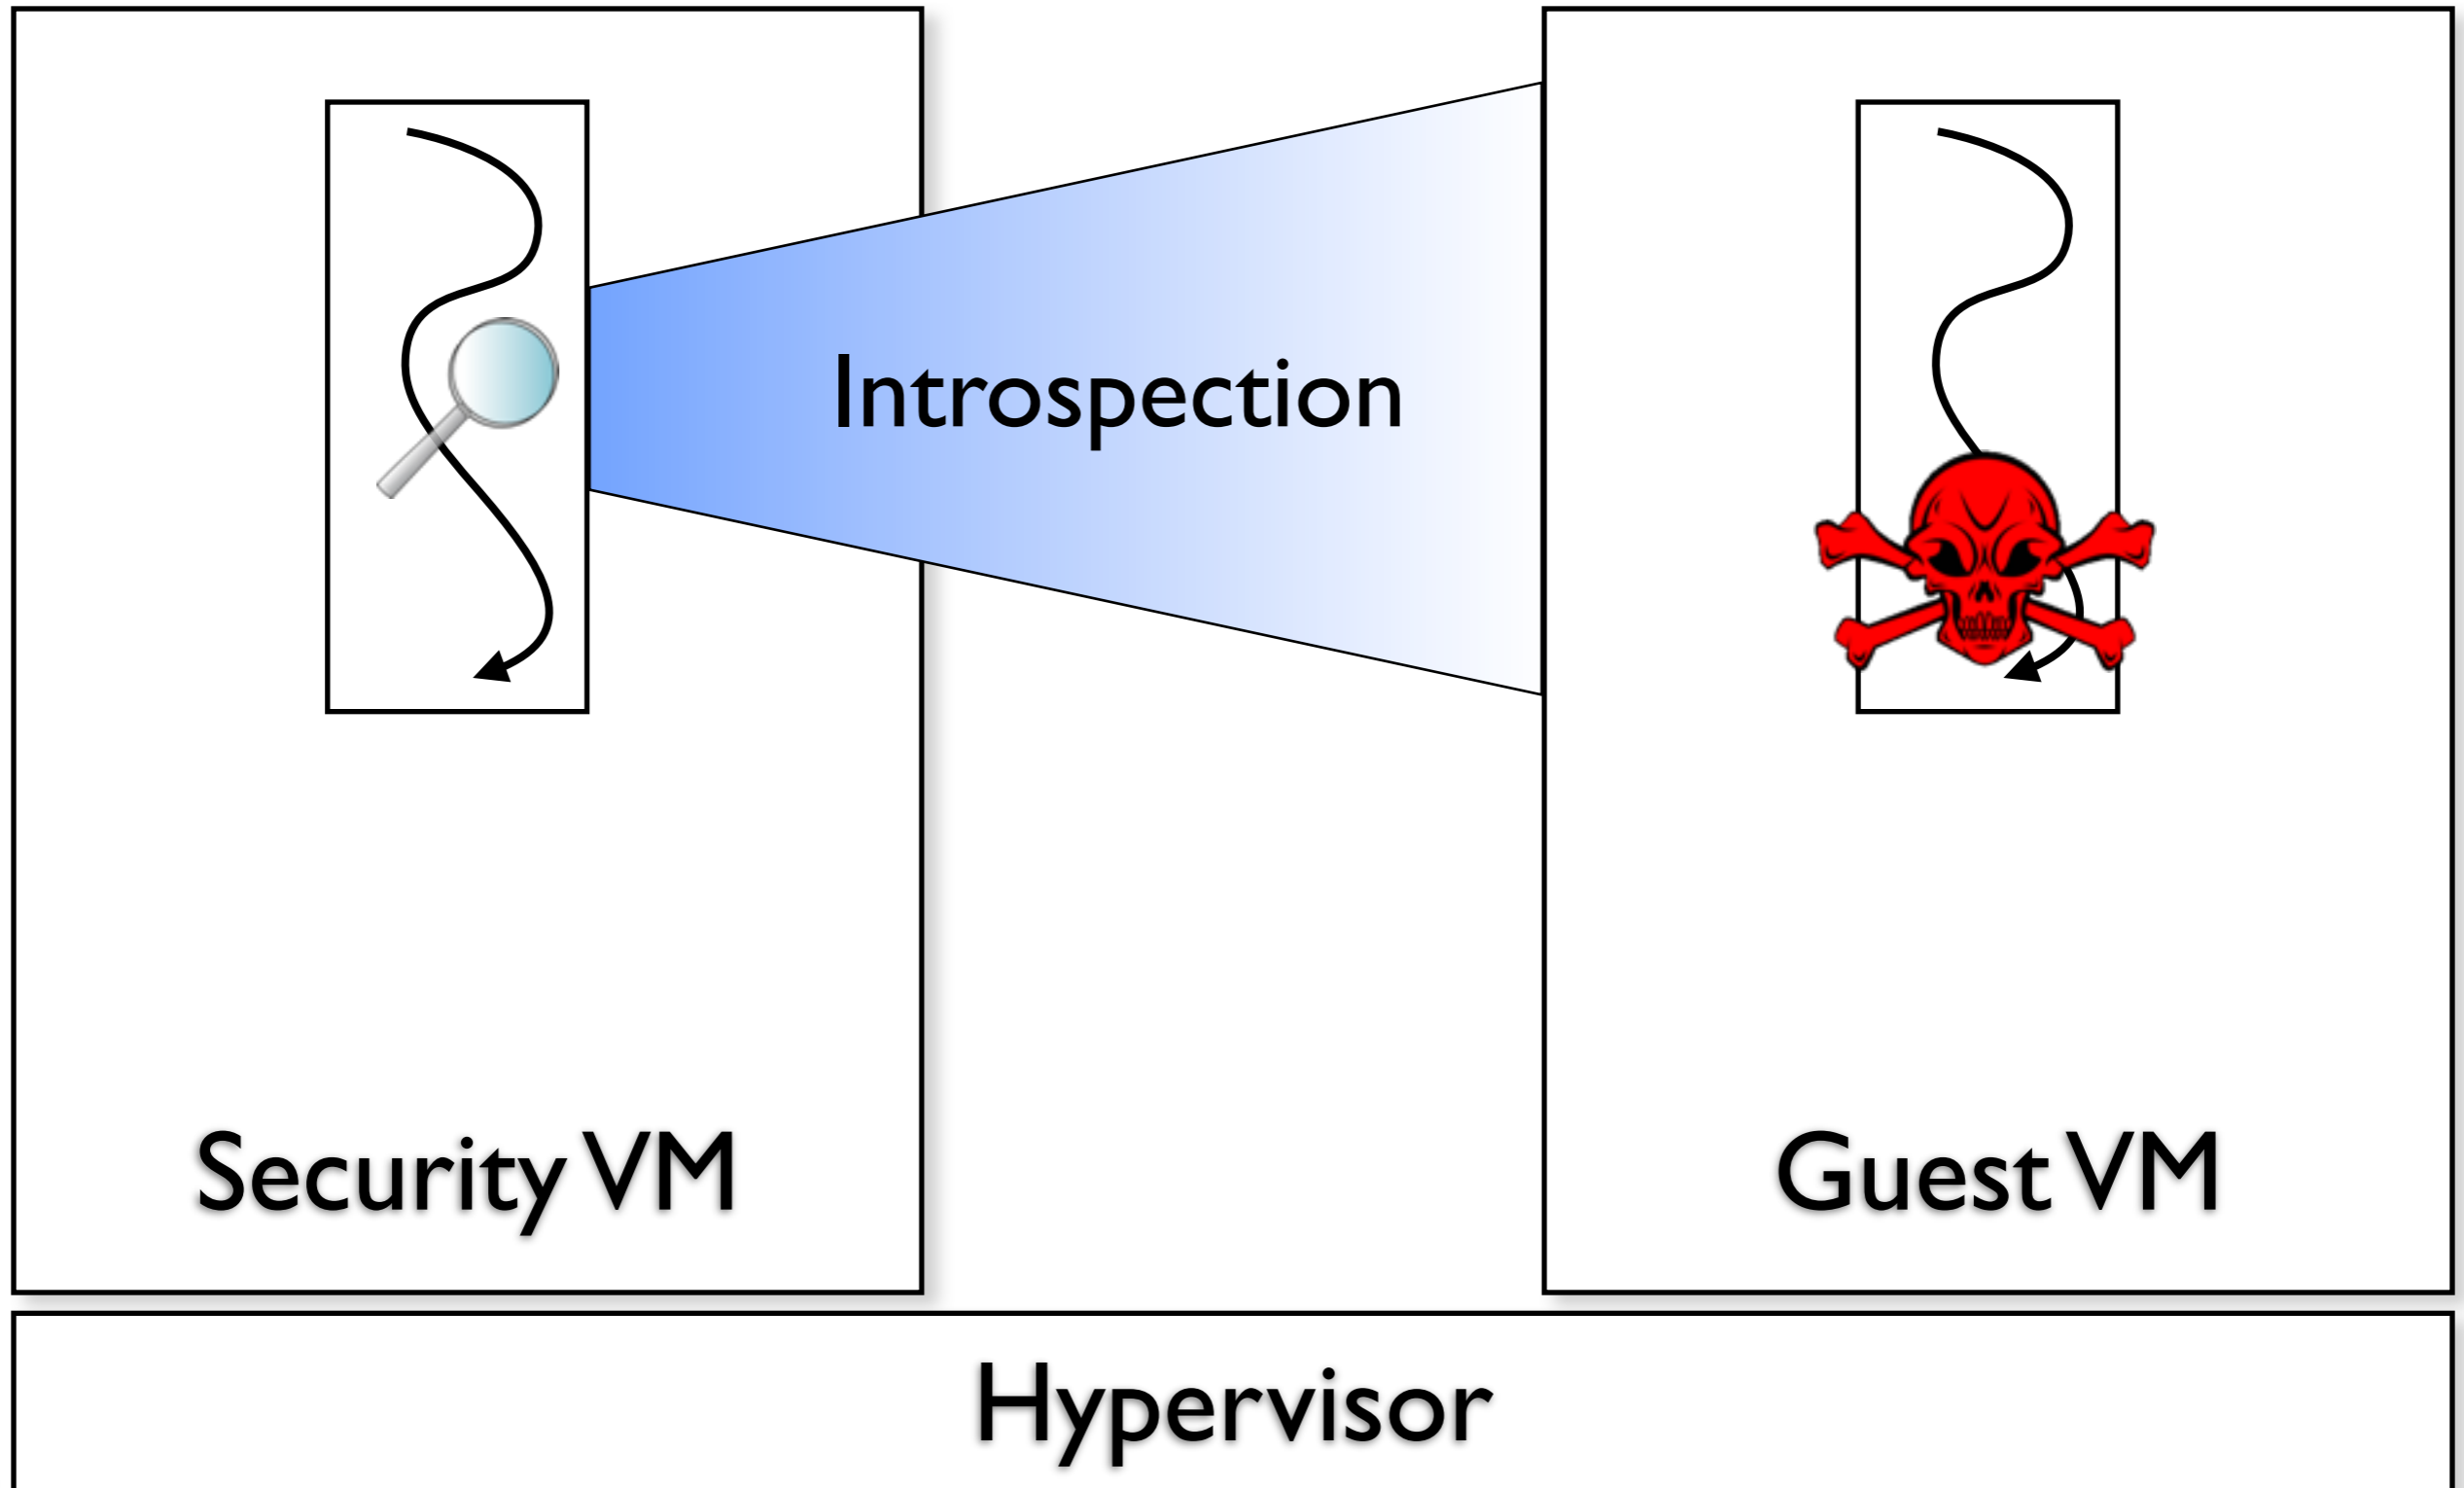 Introspection
Security VM
Guest VM
Hypervisor